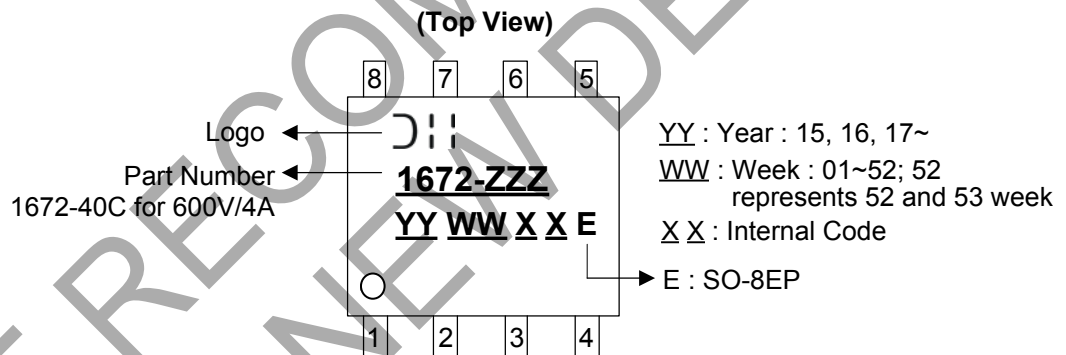 (Top View)
8 7 6 5
Logo
Part Number
1672-40C for 600V/4A
1672-ZZZ
YY WW X X E
YY : Year : 15, 16, 17~
WW : Week : 01~52; 52
represents 52 and 53 week
X X : Internal Code
E : SO-8EP
1 2 3 4